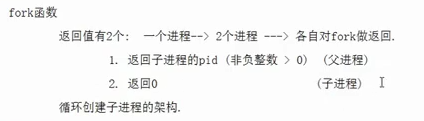 fork函数
返回值有2个: 一个进程--> 2个进程 ---> 各自对fork做返回.
1. 返回子进程的pid (非负整数 > 0) (父进程)
2. 返回0 (子进程)
循环创建子进程的架构.